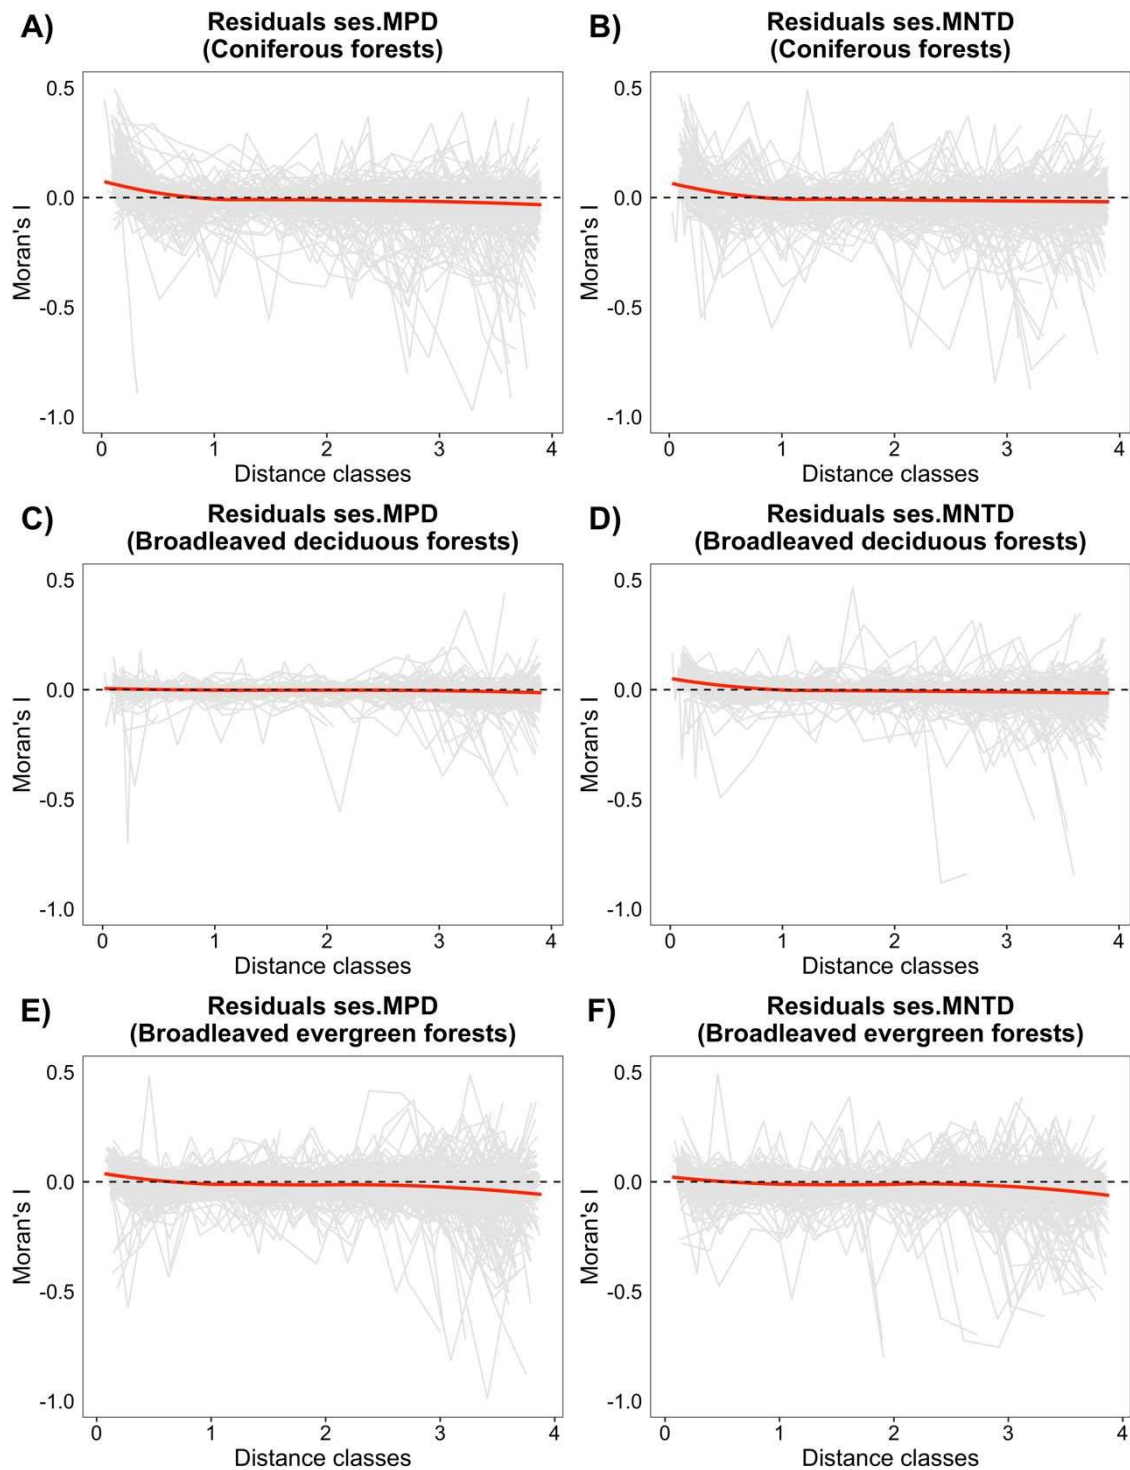 A)
Residuals ses.MPD
(Coniferous forests)
0.5
0.0
-0.5
-1.0
Moran's I
0 1 2 3 4
Distance classes
B)
Residuals ses.MNTD
(Coniferous forests)
0.5
0.0
-0.5
-1.0
Moran's I
0 1 2 3 4
Distance classes
C)
Residuals ses.MPD
(Broadleaved deciduous forests)
0.5
0.0
-0.5
-1.0
Moran's I
0 1 2 3 4
Distance classes
D)
Residuals ses.MNTD
(Broadleaved deciduous forests)
0.5
0.0
-0.5
-1.0
Moran's I
0 1 2 3 4
Distance classes
E)
Residuals ses.MPD
(Broadleaved evergreen forests)
0.5
0.0
-0.5
-1.0
Moran's I
0 1 2 3 4
Distance classes
F)
Residuals ses.MNTD
(Broadleaved evergreen forests)
0.5
0.0
-0.5
-1.0
Moran's I
0 1 2 3 4
Distance classes